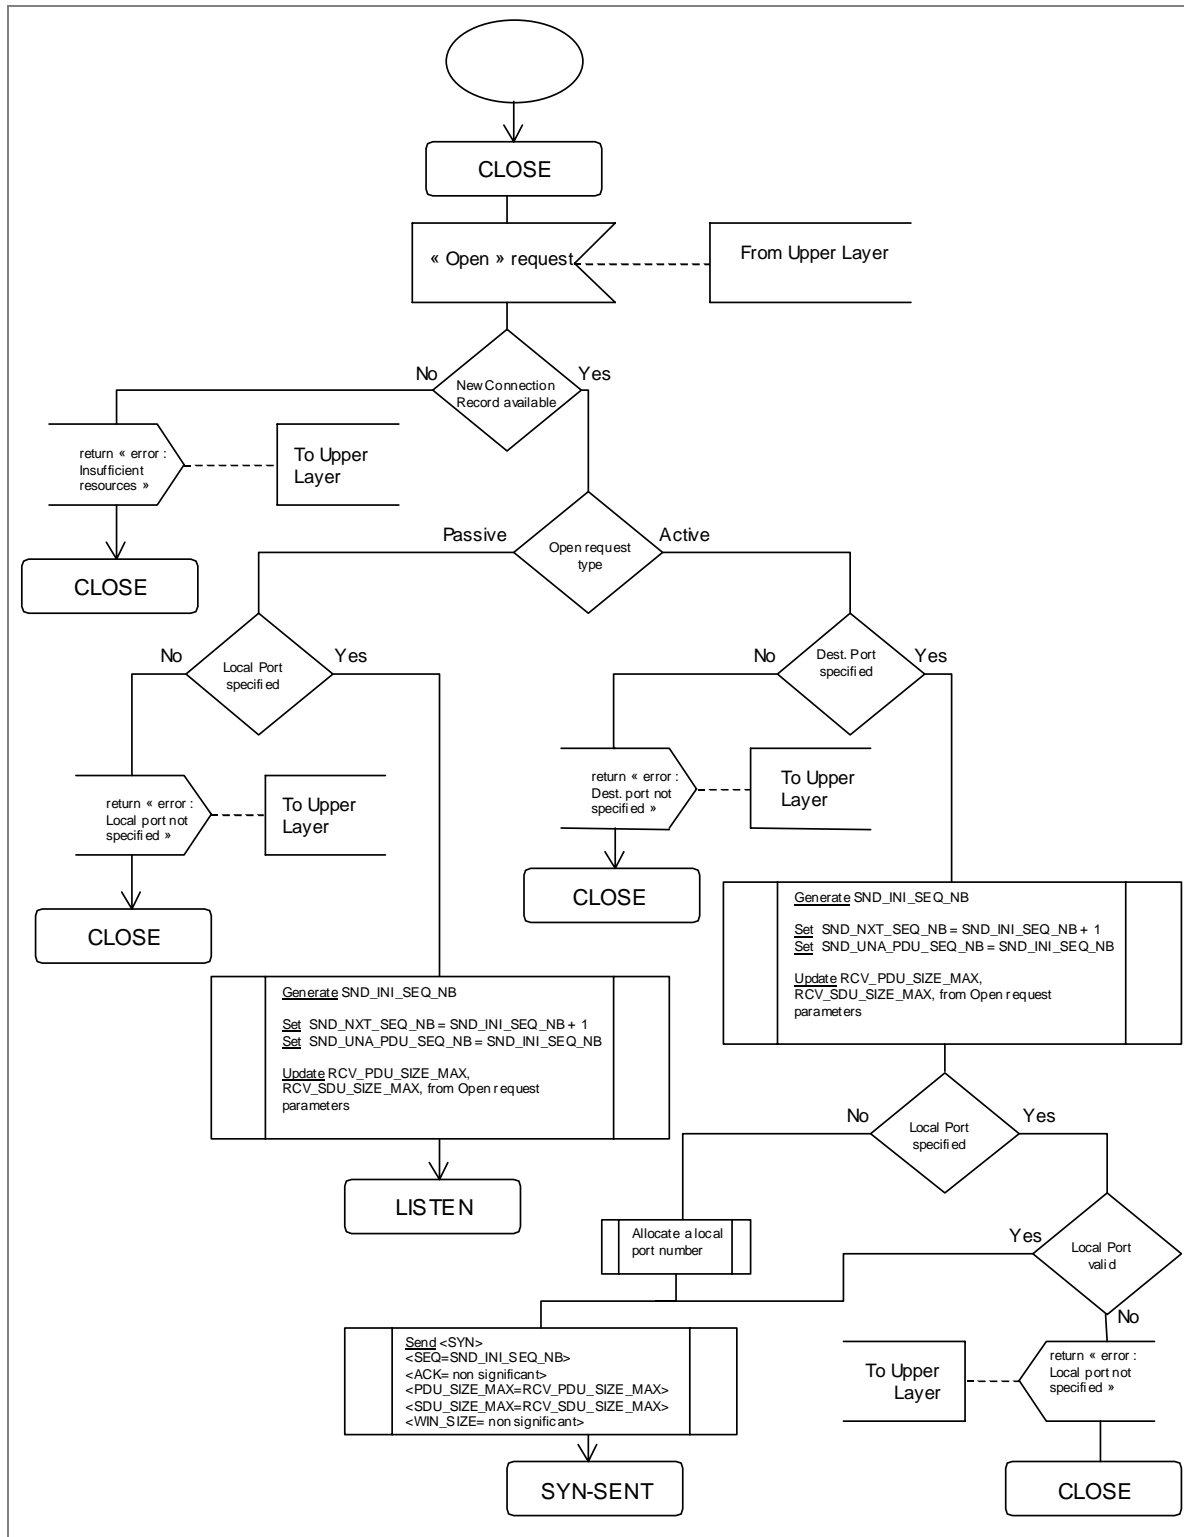 CLOSE
« Open » request
From Upper Layer
No
Yes
New Connection
Record available
return « error :
Insufficient
resources »
To Upper
Layer
CLOSE
Passive
Active
Open request
type
No
Yes
Local Port
specified
No
Yes
Dest. Port
specified
return « error :
Local port not
specified »
To Upper
Layer
CLOSE
return « error :
Dest. port not
specified »
To Upper
Layer
CLOSE
Generate SND_INI_SEQ_NB
Set SND_NXT_SEQ_NB = SND_INI_SEQ_NB + 1
Set SND_UNA_PDU_SEQ_NB = SND_INI_SEQ_NB
Update RCV_PDU_SIZE_MAX,
RCV_SDU_SIZE_MAX, from Open request
parameters
Generate SND_INI_SEQ_NB
Set SND_NXT_SEQ_NB = SND_INI_SEQ_NB + 1
Set SND_UNA_PDU_SEQ_NB = SND_INI_SEQ_NB
Update RCV_PDU_SIZE_MAX,
RCV_SDU_SIZE_MAX, from Open request
parameters
LISTEN
No
Yes
Local Port
specified
Allocate a local
port number
Yes
Local Port
valid
No
Send <SYN>
<SEQ=SND_INI_SEQ_NB>
<ACK= non significant>
<PDU_SIZE_MAX=RCV_PDU_SIZE_MAX>
<SDU_SIZE_MAX=RCV_SDU_SIZE_MAX>
<WIN_SIZE= non significant>
To Upper
Layer
return « error :
Local port not
specified »
SYN-SENT
CLOSE